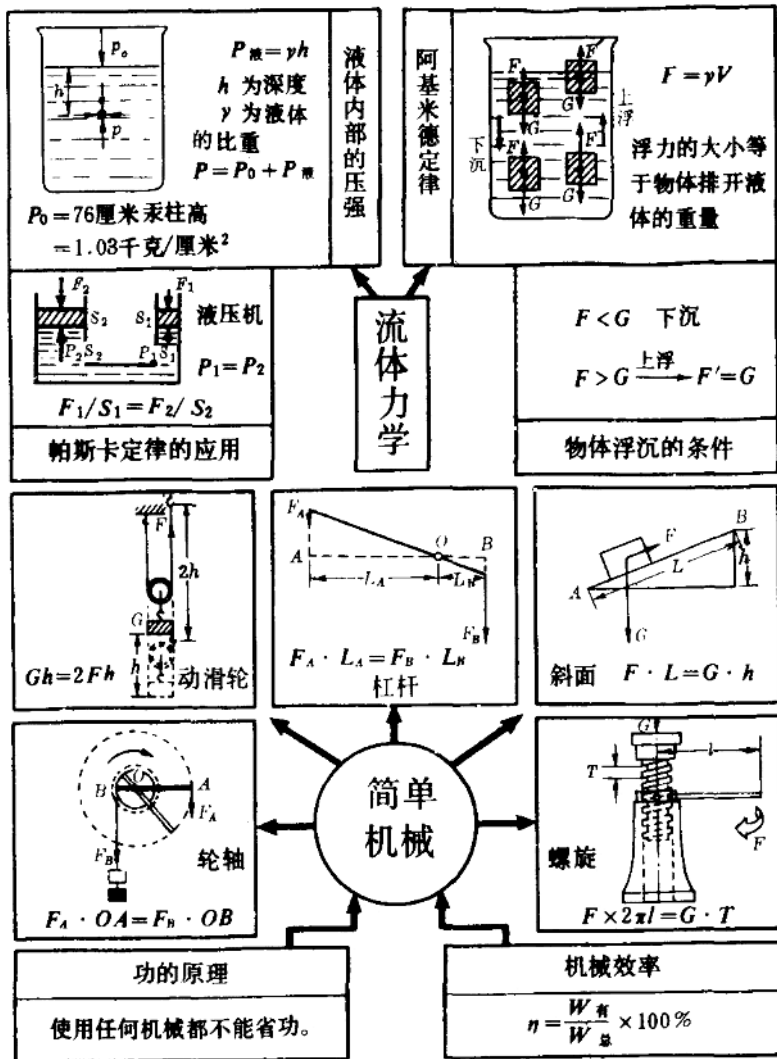 P₀
h
P
P液=γh
h 为深度
γ 为液体
的比重
P=P₀+P液
P₀=76厘米汞柱高
=1.03千克/厘米²
液体内部的压强
阿基米德定律
F
F
G
G
上浮
下沉
F
F
G
G
F=γV
浮力的大小等
于物体排开液
体的重量
F₂
F₁
S₂
S₁
P₂
S₂
P₁
S₁
液压机
P₁=P₂
F₁/S₁=F₂/S₂
帕斯卡定律的应用
流体力学
F<G 下沉
F>G 上浮 F′=G
物体浮沉的条件
F
2h
G
h
Gh=2Fh
动滑轮
F_A
A
O
B
L_A
L_B
F_B
F_A·L_A=F_B·L_B
杠杆
B
F
L
h
A
G
斜面 F·L=G·h
O
B
A
F_A
F_B
轮轴
F_A·OA=F_B·OB
简单
机械
G
l
T
F
螺旋
F×2πl=G·T
功的原理
使用任何机械都不能省功。
机械效率
η=W有/W总×100%